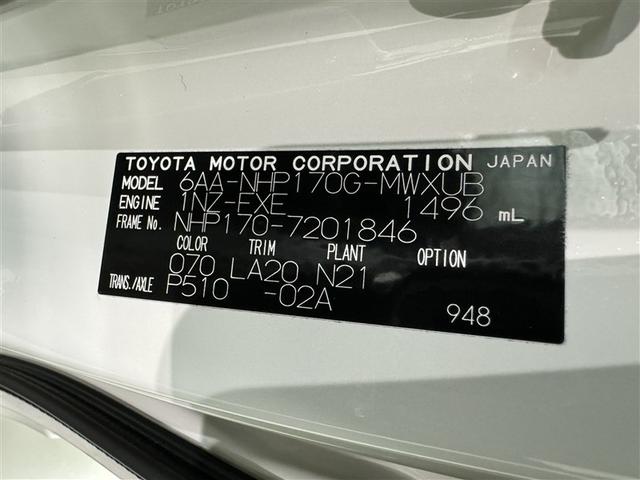 TOYOTA MOTOR CORPORATION JAPAN
MODEL 6AA-NHP170G-MWXUB
ENGINE 1NZ-FXE 1496 mL
FRAME No. NHP170-7201846
COLOR TRIM PLANT OPTION
070 LA20 N21
TRANS./AXLE P510 -02A
948